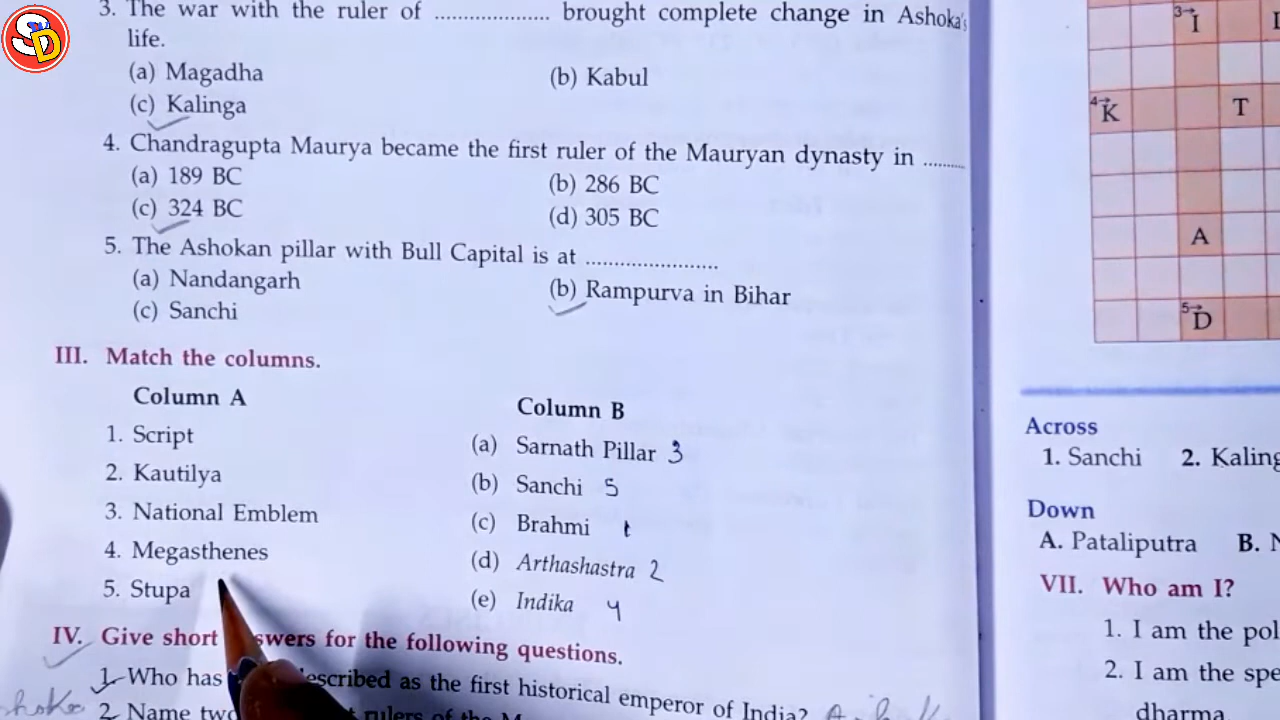 SD
3. The war with the ruler of .................... brought complete change in Ashoka's
life.
(a) Magadha (b) Kabul
(c) Kalinga
4. Chandragupta Maurya became the first ruler of the Mauryan dynasty in ..........
(a) 189 BC (b) 286 BC
(c) 324 BC (d) 305 BC
5. The Ashokan pillar with Bull Capital is at .......................
(a) Nandangarh (b) Rampurva in Bihar
(c) Sanchi
III. Match the columns.
Column A Column B
1. Script (a) Sarnath Pillar 3
2. Kautilya (b) Sanchi 5
3. National Emblem (c) Brahmi 1
4. Megasthenes (d) Arthashastra 2
5. Stupa (e) Indika 4
IV. Give short answers for the following questions.
1. Who has described as the first historical emperor of India?
2. Name two rulers of the
3→ I
4→ K T
A
5→ D
Across
1. Sanchi 2. Kaling
Down
A. Pataliputra B.
VII. Who am I?
1. I am the pol
2. I am the spe
dharma